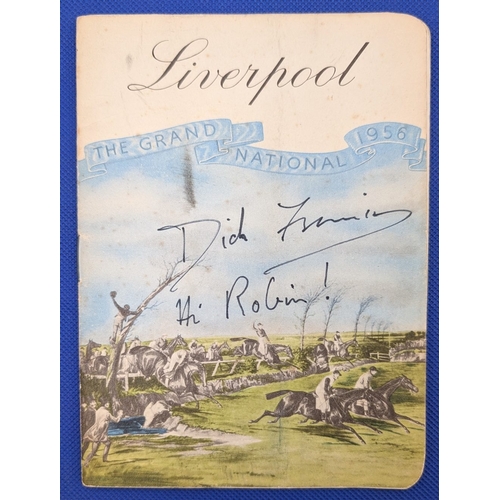 Liverpool
THE GRAND NATIONAL 1956
Dick Francis
Hi Robin!